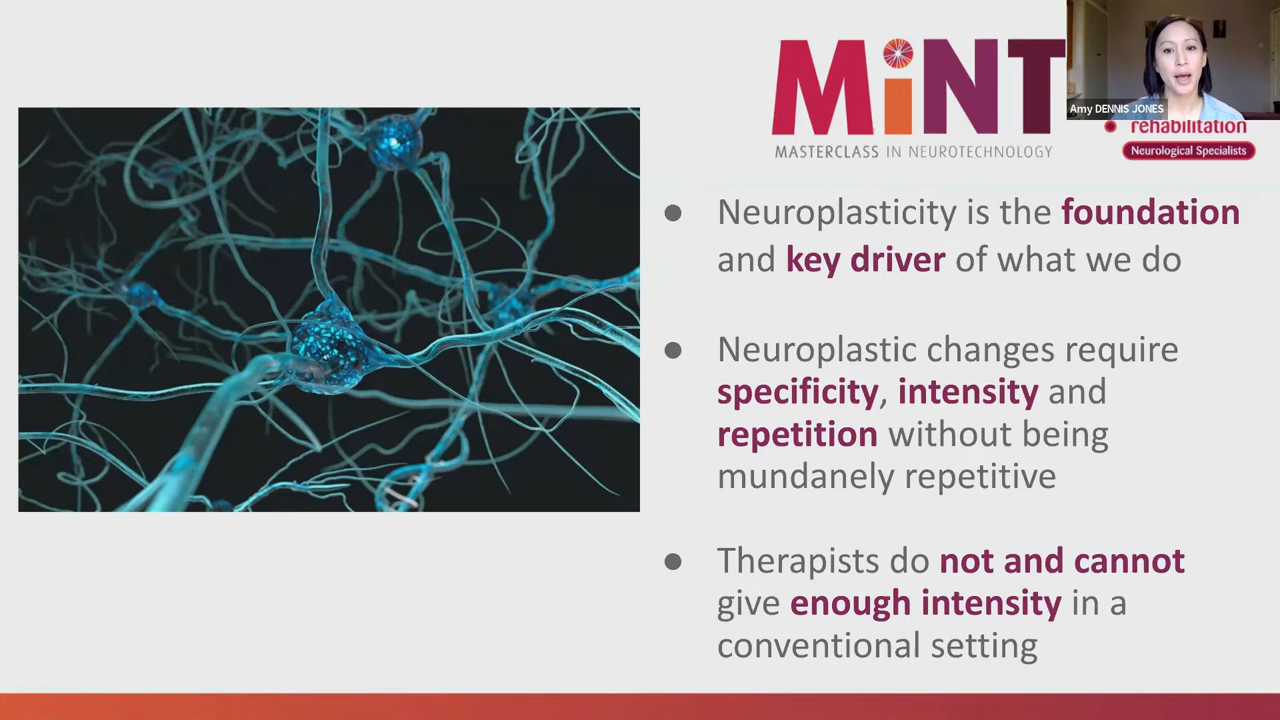 MiNT
MASTERCLASS IN NEUROTECHNOLOGY
Amy DENNIS JONES
rehabilitation
Neurological Specialists
● Neuroplasticity is the foundation
and key driver of what we do
● Neuroplastic changes require
specificity, intensity and
repetition without being
mundanely repetitive
● Therapists do not and cannot
give enough intensity in a
conventional setting